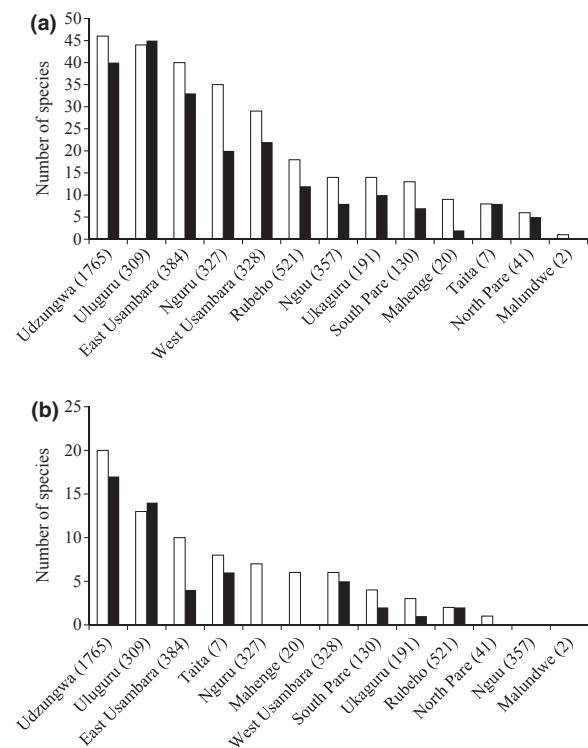 (a)
50
45
40
35
30
25
20
15
10
5
0
Number of species
Udzungwa (1765)
Uluguru (309)
East Usambara (384)
Nguru (327)
West Usambara (328)
Rubeho (521)
Nguu (357)
Ukaguru (191)
South Pare (130)
Mahenge (20)
Taita (7)
North Pare (41)
Malundwe (2)
(b)
25
20
15
10
5
0
Number of species
Udzungwa (1765)
Uluguru (309)
East Usambara (384)
Taita (7)
Nguru (327)
Mahenge (20)
West Usambara (328)
South Pare (130)
Ukaguru (191)
Rubeho (521)
North Pare (41)
Nguu (357)
Malundwe (2)